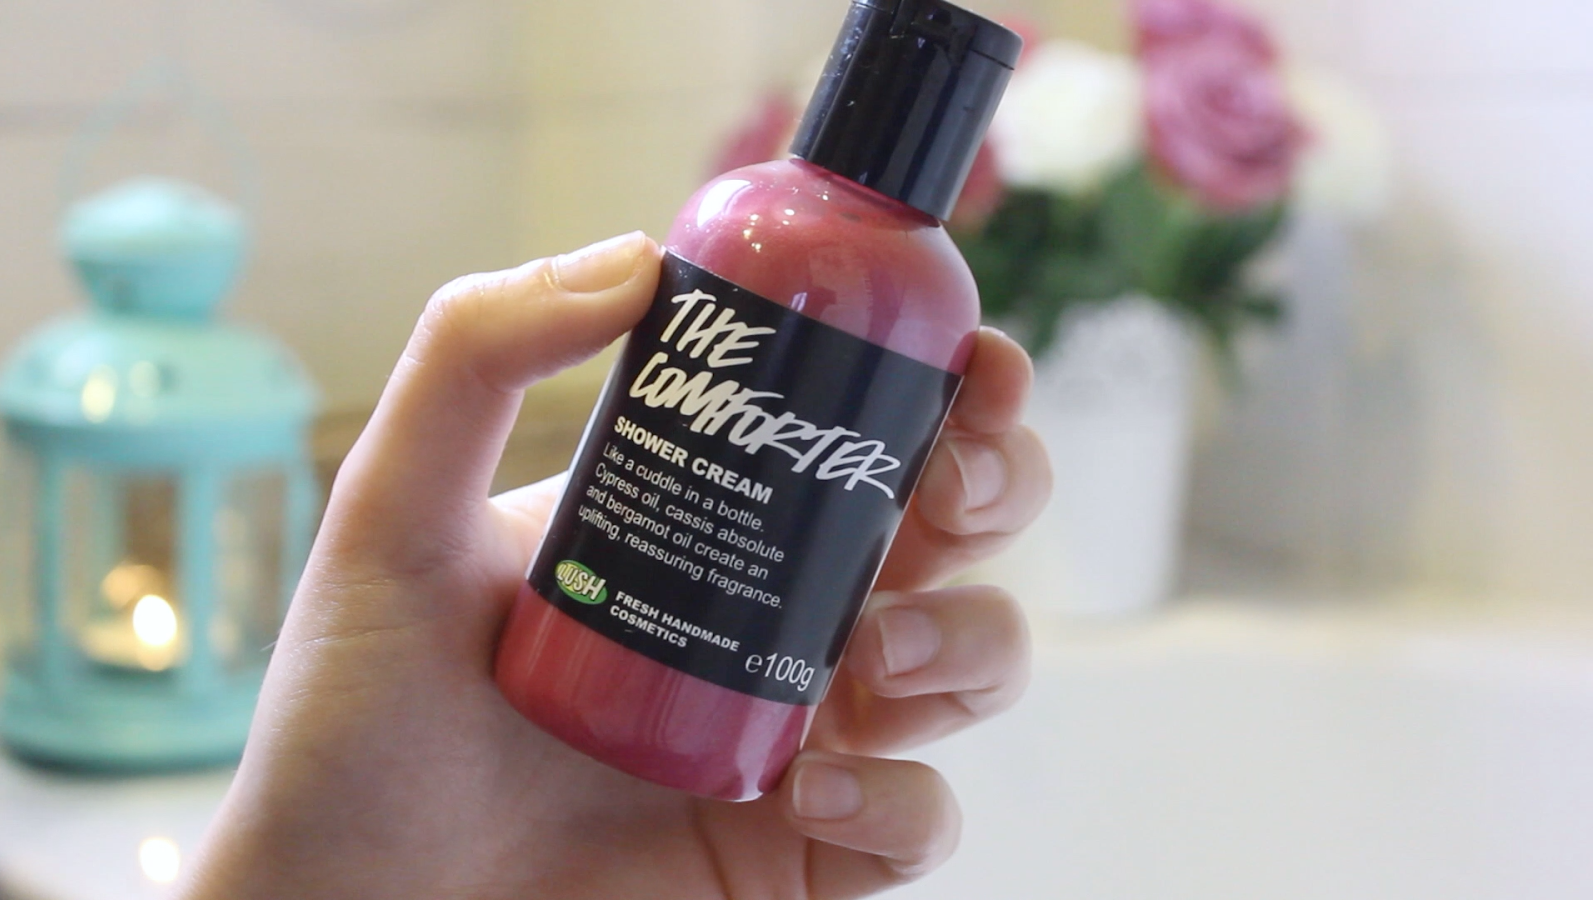 THE
COMFORTER
SHOWER CREAM
Like a cuddle in a bottle.
Cypress oil, cassis absolute
and bergamot oil create an
uplifting, reassuring fragrance.
LUSH
FRESH HANDMADE
COSMETICS
℮100g